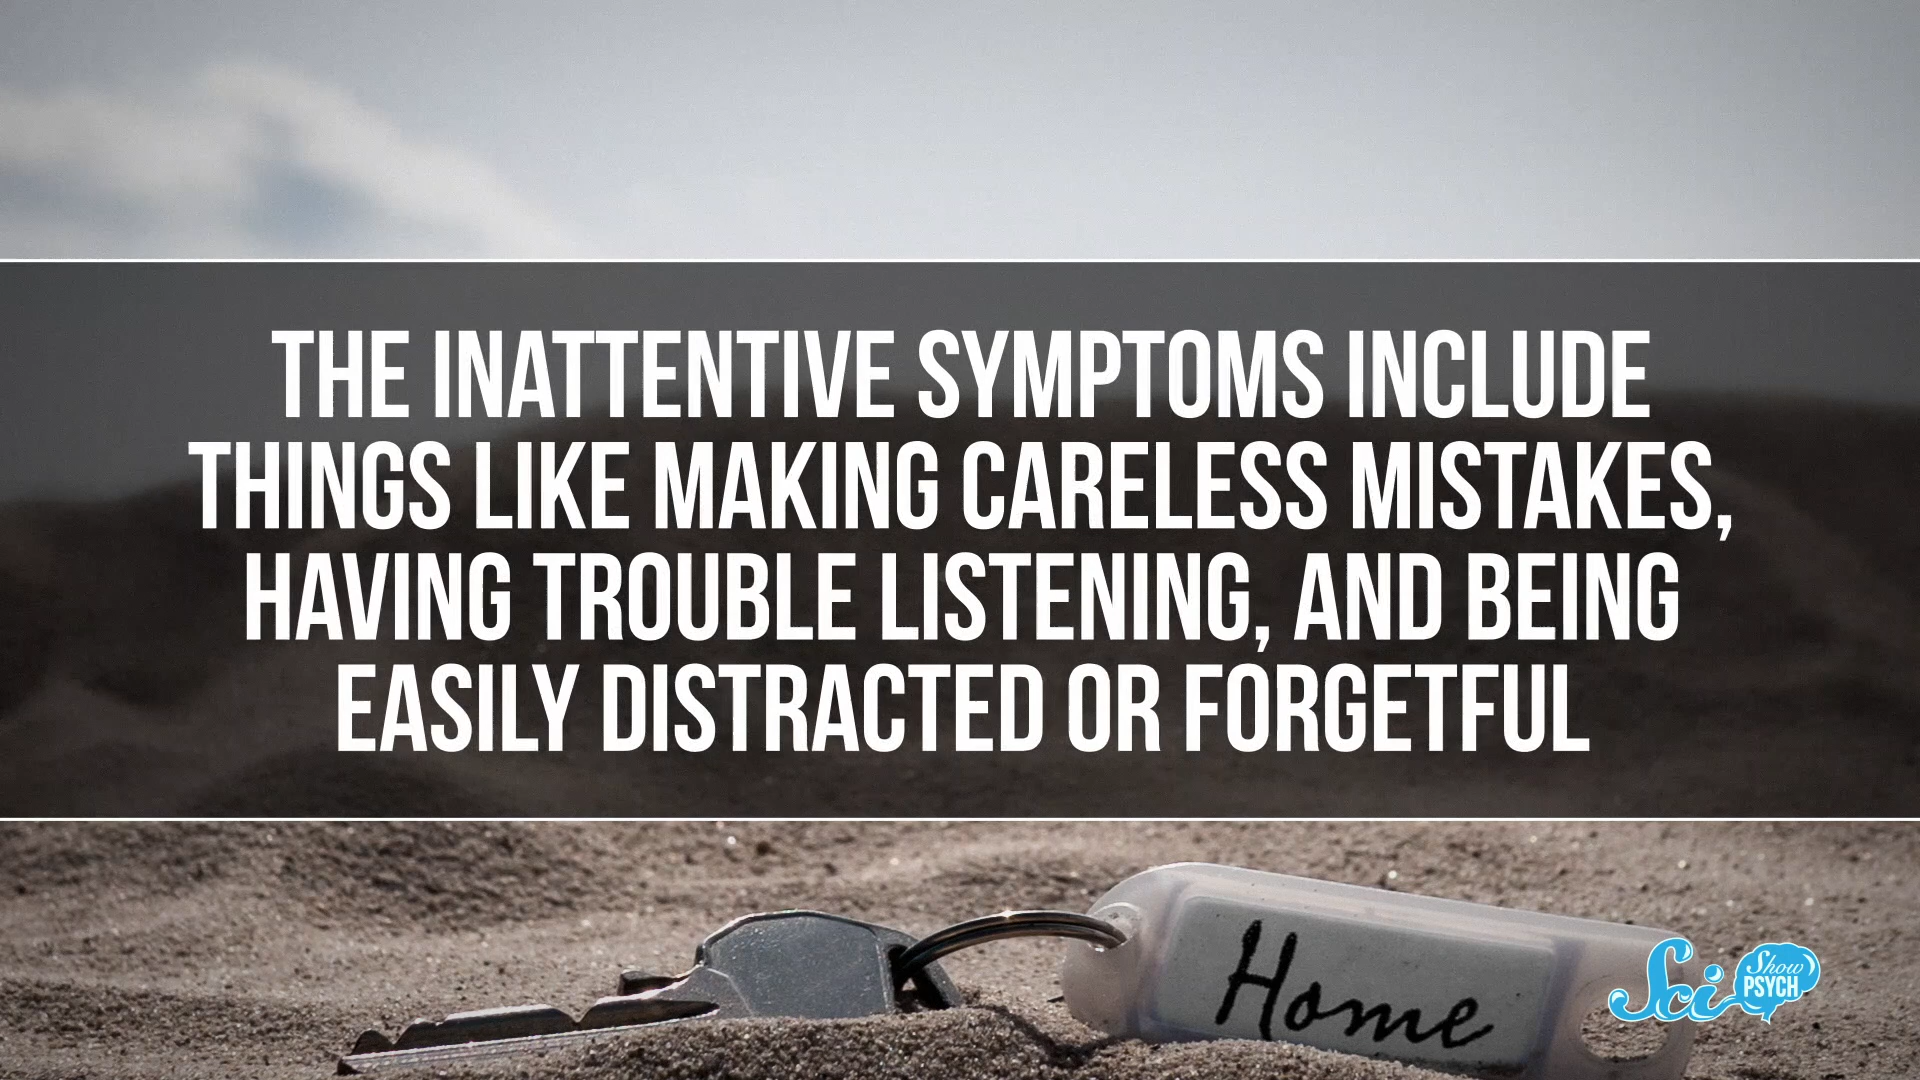 THE INATTENTIVE SYMPTOMS INCLUDE
THINGS LIKE MAKING CARELESS MISTAKES,
HAVING TROUBLE LISTENING, AND BEING
EASILY DISTRACTED OR FORGETFUL
Home
Sci Show
PSYCH